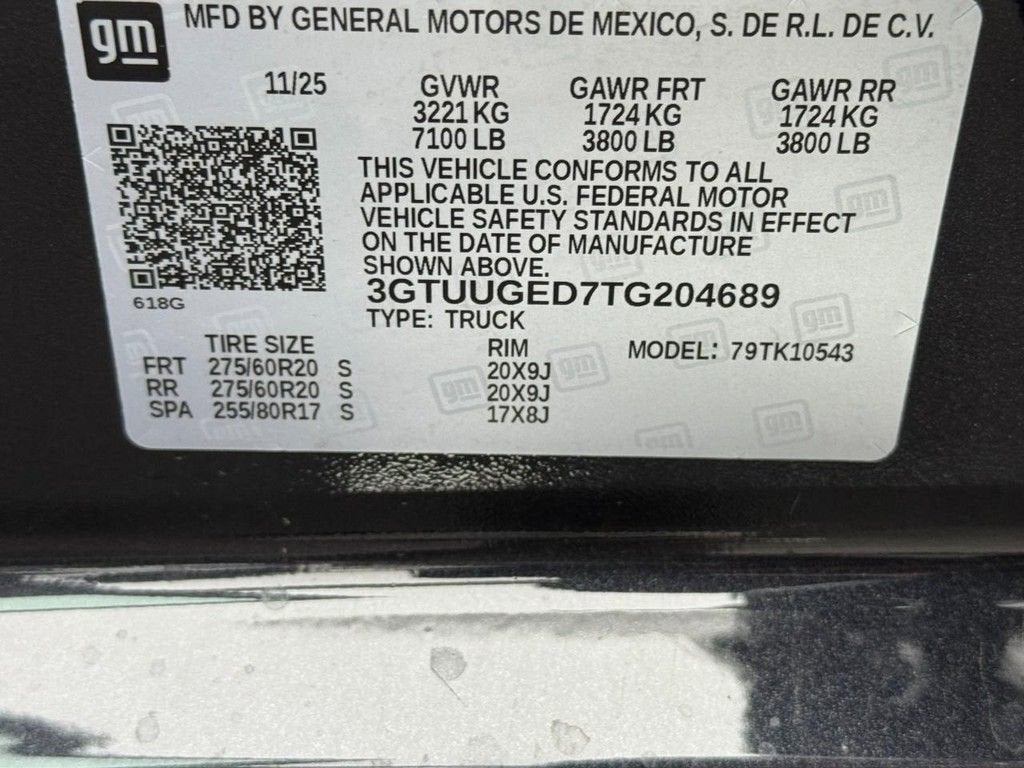 gm MFD BY GENERAL MOTORS DE MEXICO, S. DE R.L. DE C.V.
11/25 GVWR GAWR FRT GAWR RR
3221 KG 1724 KG 1724 KG
7100 LB 3800 LB 3800 LB
THIS VEHICLE CONFORMS TO ALL
APPLICABLE U.S. FEDERAL MOTOR
VEHICLE SAFETY STANDARDS IN EFFECT
ON THE DATE OF MANUFACTURE
SHOWN ABOVE.
618G
3GTUUGED7TG204689
TYPE: TRUCK
TIRE SIZE RIM MODEL: 79TK10543
FRT 275/60R20 S 20X9J
RR 275/60R20 S 20X9J
SPA 255/80R17 S 17X8J